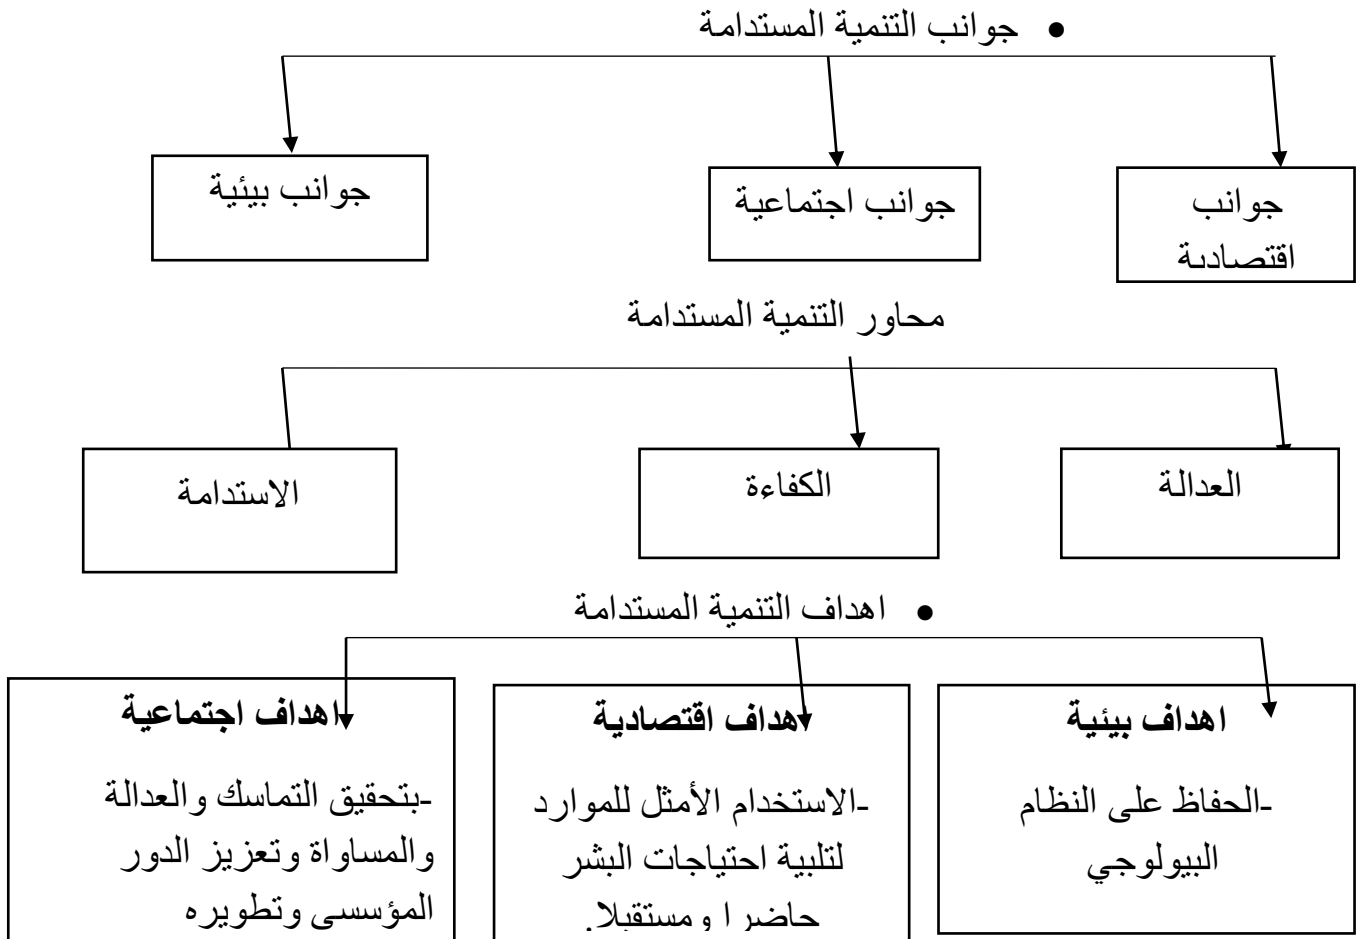 • جوانب التنمية المستدامة
جوانب
اقتصادية
جوانب اجتماعية
جوانب بيئية
محاور التنمية المستدامة
العدالة
الكفاءة
الاستدامة
• اهداف التنمية المستدامة
اهداف بيئية
-الحفاظ على النظام
البيولوجي
اهداف اقتصادية
-الاستخدام الأمثل للموارد
لتلبية احتياجات البشر
حاضرا ومستقبلا.
اهداف اجتماعية
-بتحقيق التماسك والعدالة
والمساواة وتعزيز الدور
المؤسسى وتطويره